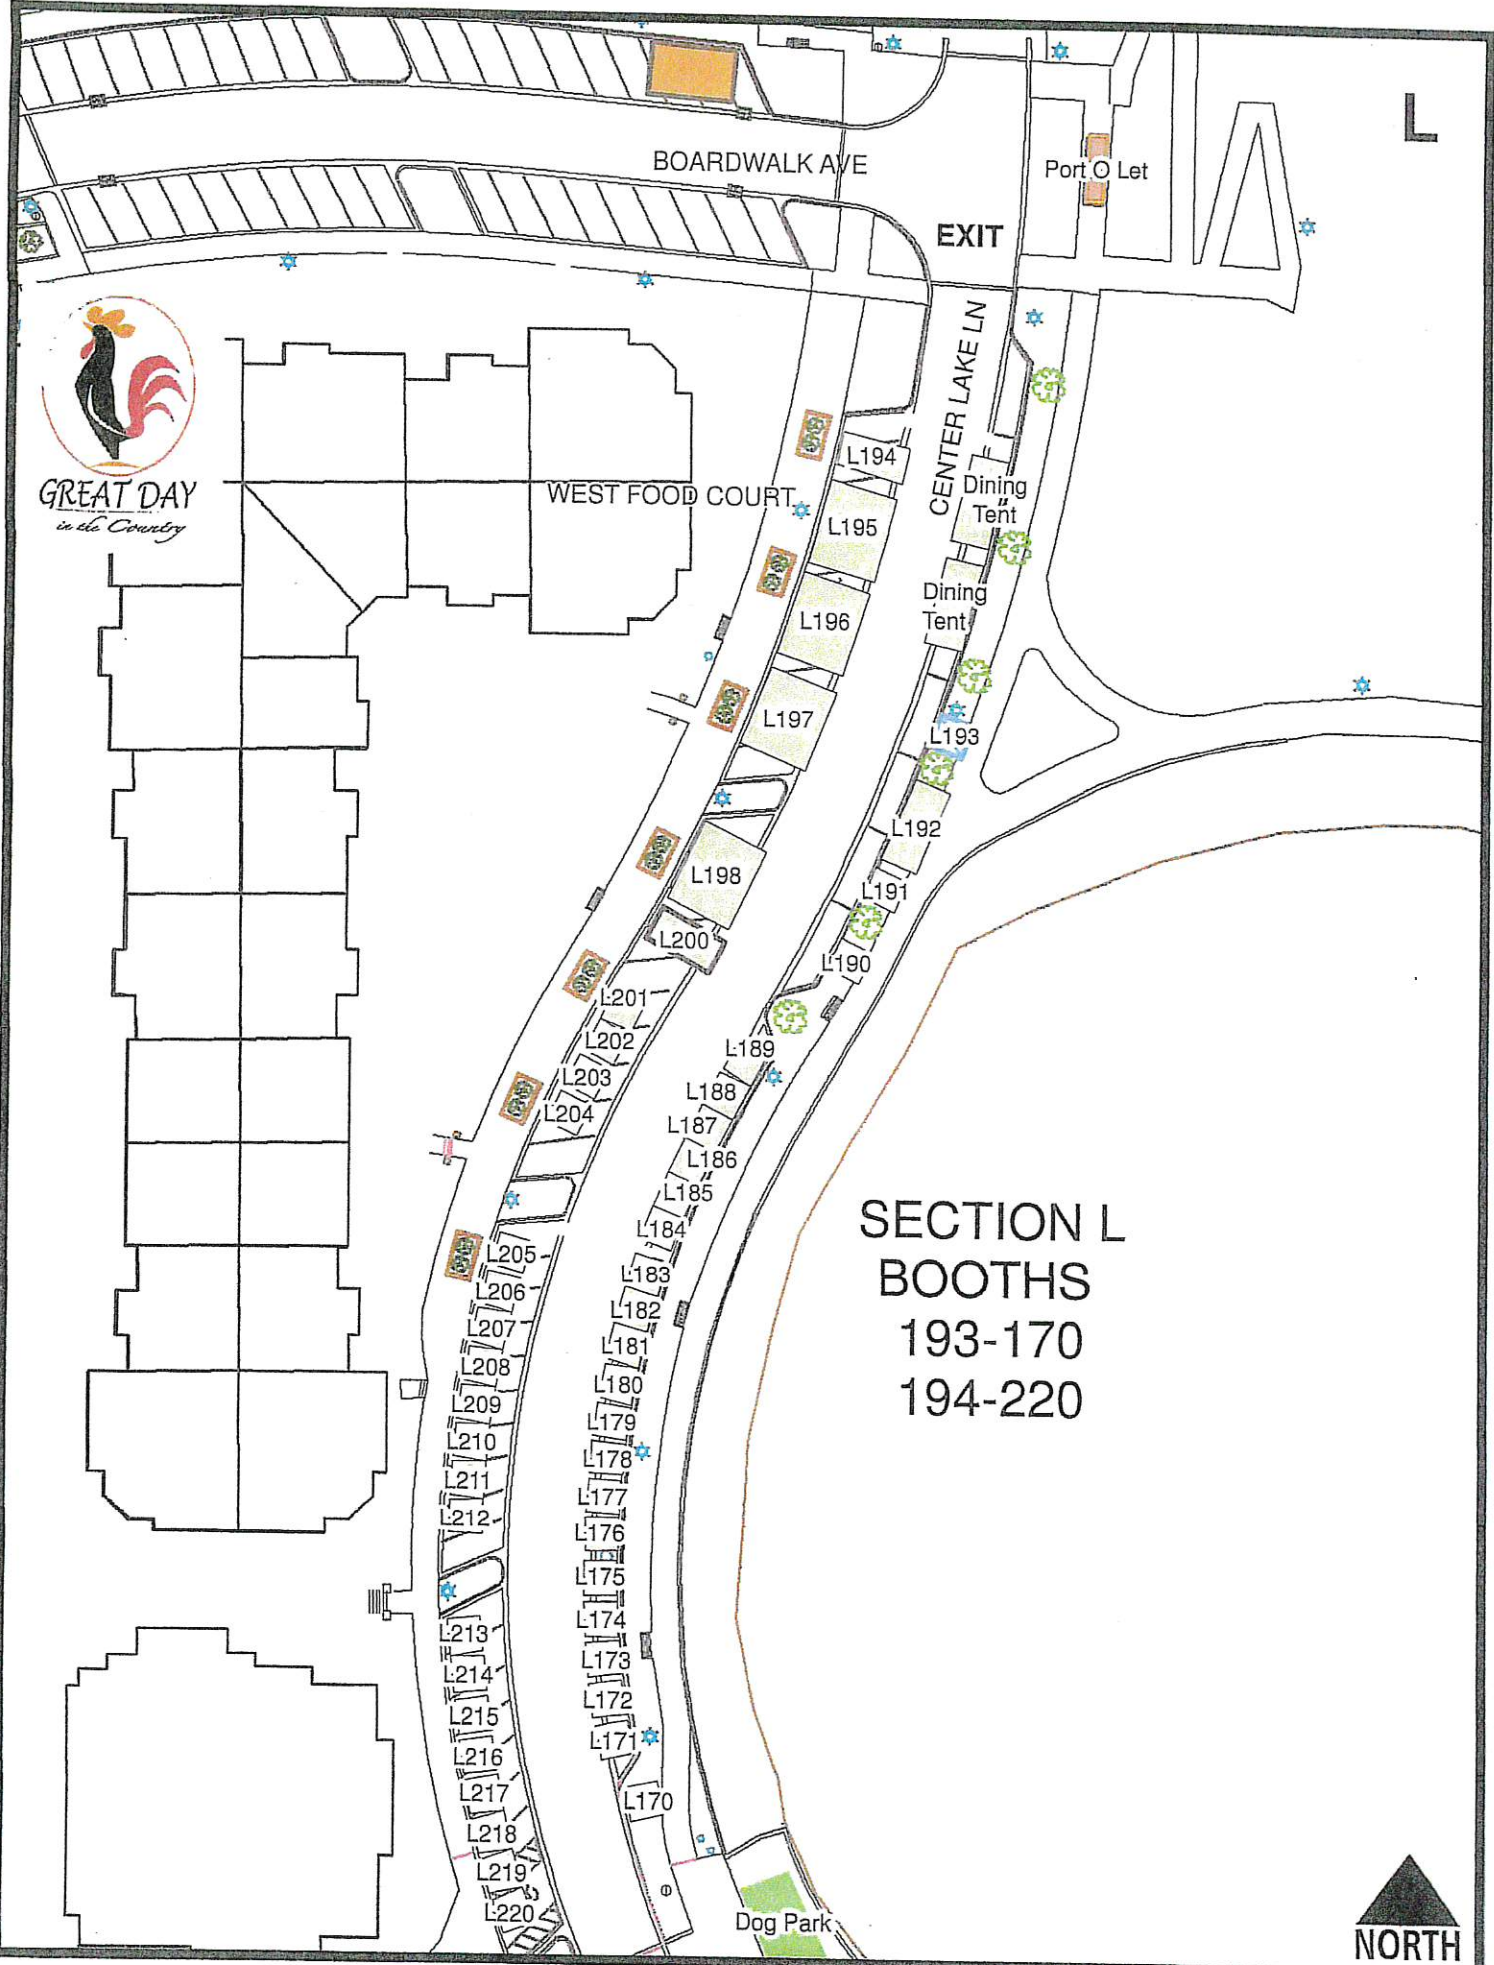 L
BOARDWALK AVE
Port O Let
EXIT
CENTER LAKE LN
GREAT DAY
in the Country
WEST FOOD COURT
L194
Dining
Tent
L195
Dining
Tent
L196
L197
L193
L192
L198
L191
L200
L190
L201
L202
L189
L203
L188
L204
L187
L186
L185
L184
L205
L183
L206
L182
L207
L181
L208
L180
L209
L179
L210
L178
L211
L177
L212
L176
L175
L174
L213
L173
L214
L172
L215
L171
L216
L217
L170
L218
L219
L220
SECTION L
BOOTHS
193-170
194-220
Dog Park
NORTH